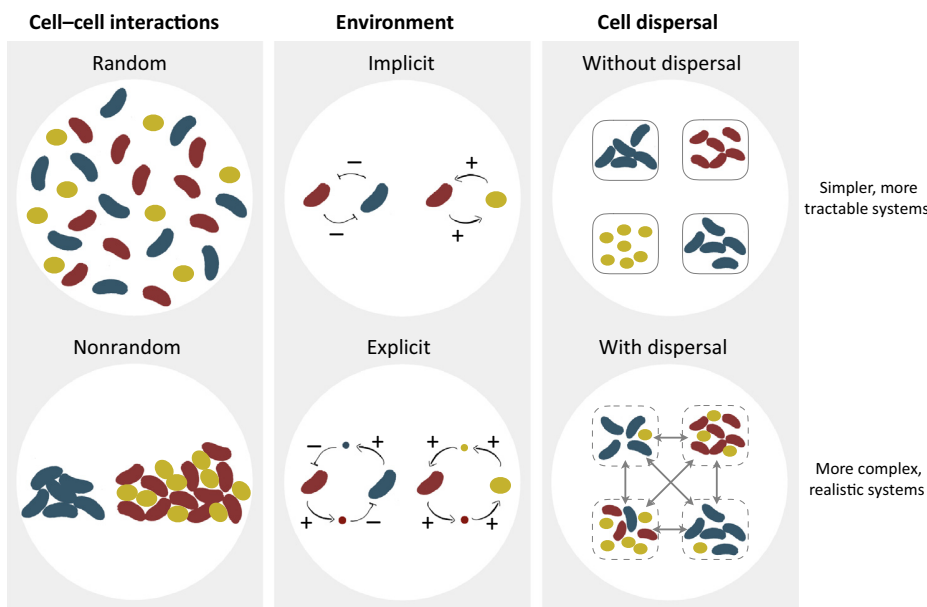 Cell–cell interactions
Environment
Cell dispersal
Random
Implicit
Without dispersal
−
+
−
+
Simpler, more
tractable systems
Nonrandom
Explicit
With dispersal
−
+
+
+
+
−
+
+
More complex,
realistic systems